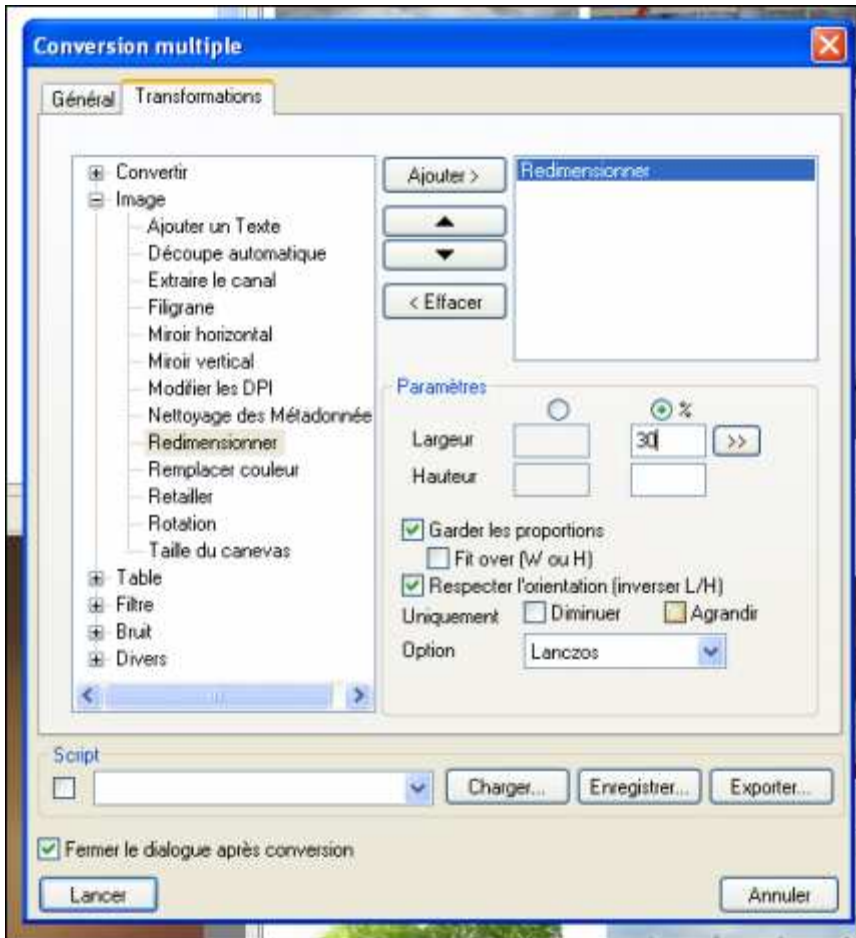 Conversion multiple
Général Transformations
Convertir
Image
Ajouter un Texte
Découpe automatique
Extraire le canal
Filigrane
Miroir horizontal
Miroir vertical
Modifier les DPI
Nettoyage des Métadonnée
Redimensionner
Remplacer couleur
Retailler
Rotation
Taille du canevas
Table
Filtre
Bruit
Divers
Ajouter >
< Effacer
Redimensionner
Paramètres
%
Largeur 30 >>
Hauteur
Garder les proportions
Fit over (W ou H)
Respecter l'orientation (inverser L/H)
Uniquement Diminuer Agrandir
Option Lanczos
Script
Charger... Enregistrer... Exporter...
Fermer le dialogue après conversion
Lancer Annuler